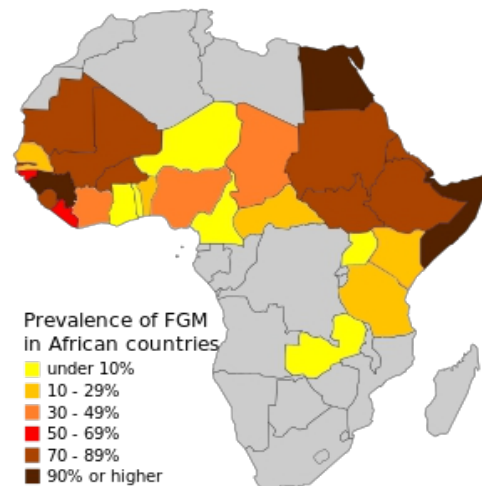 Prevalence of FGM
in African countries
under 10%
10 - 29%
30 - 49%
50 - 69%
70 - 89%
90% or higher